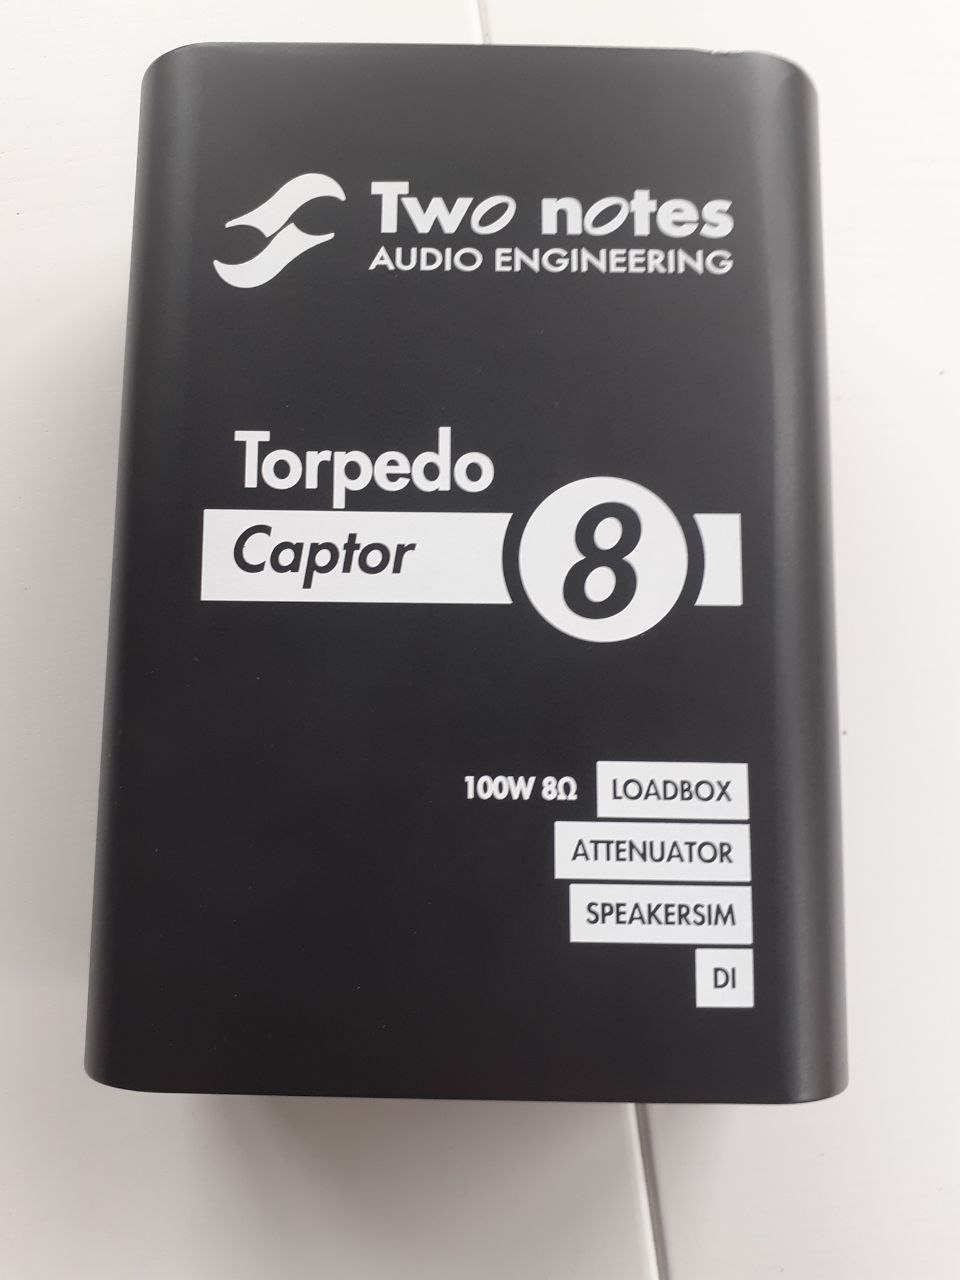 Two notes
AUDIO ENGINEERING
Torpedo
Captor 8
100W 8Ω LOADBOX
ATTENUATOR
SPEAKERSIM
DI